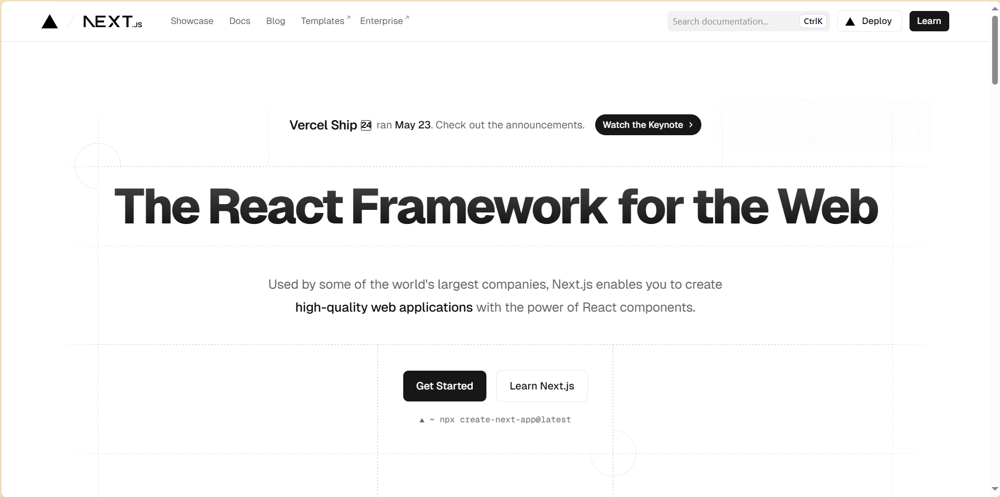 NEXT.JS
Showcase Docs Blog Templates↗ Enterprise↗
Search documentation... CtrlK
Deploy
Learn
Vercel Ship 24 ran May 23. Check out the announcements.
Watch the Keynote ›
The React Framework for the Web
Used by some of the world's largest companies, Next.js enables you to create
high-quality web applications with the power of React components.
Get Started
Learn Next.js
▲ ~ npx create-next-app@latest